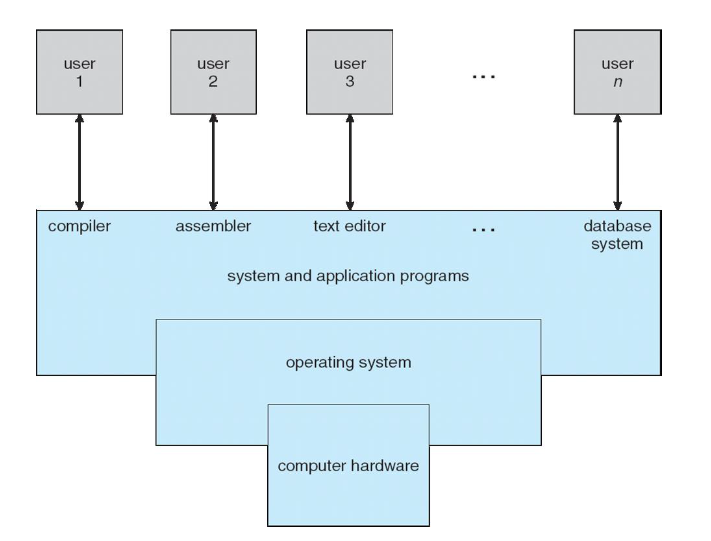 user
1
user
2
user
3
...
user
n
compiler
assembler
text editor
...
database
system
system and application programs
operating system
computer hardware